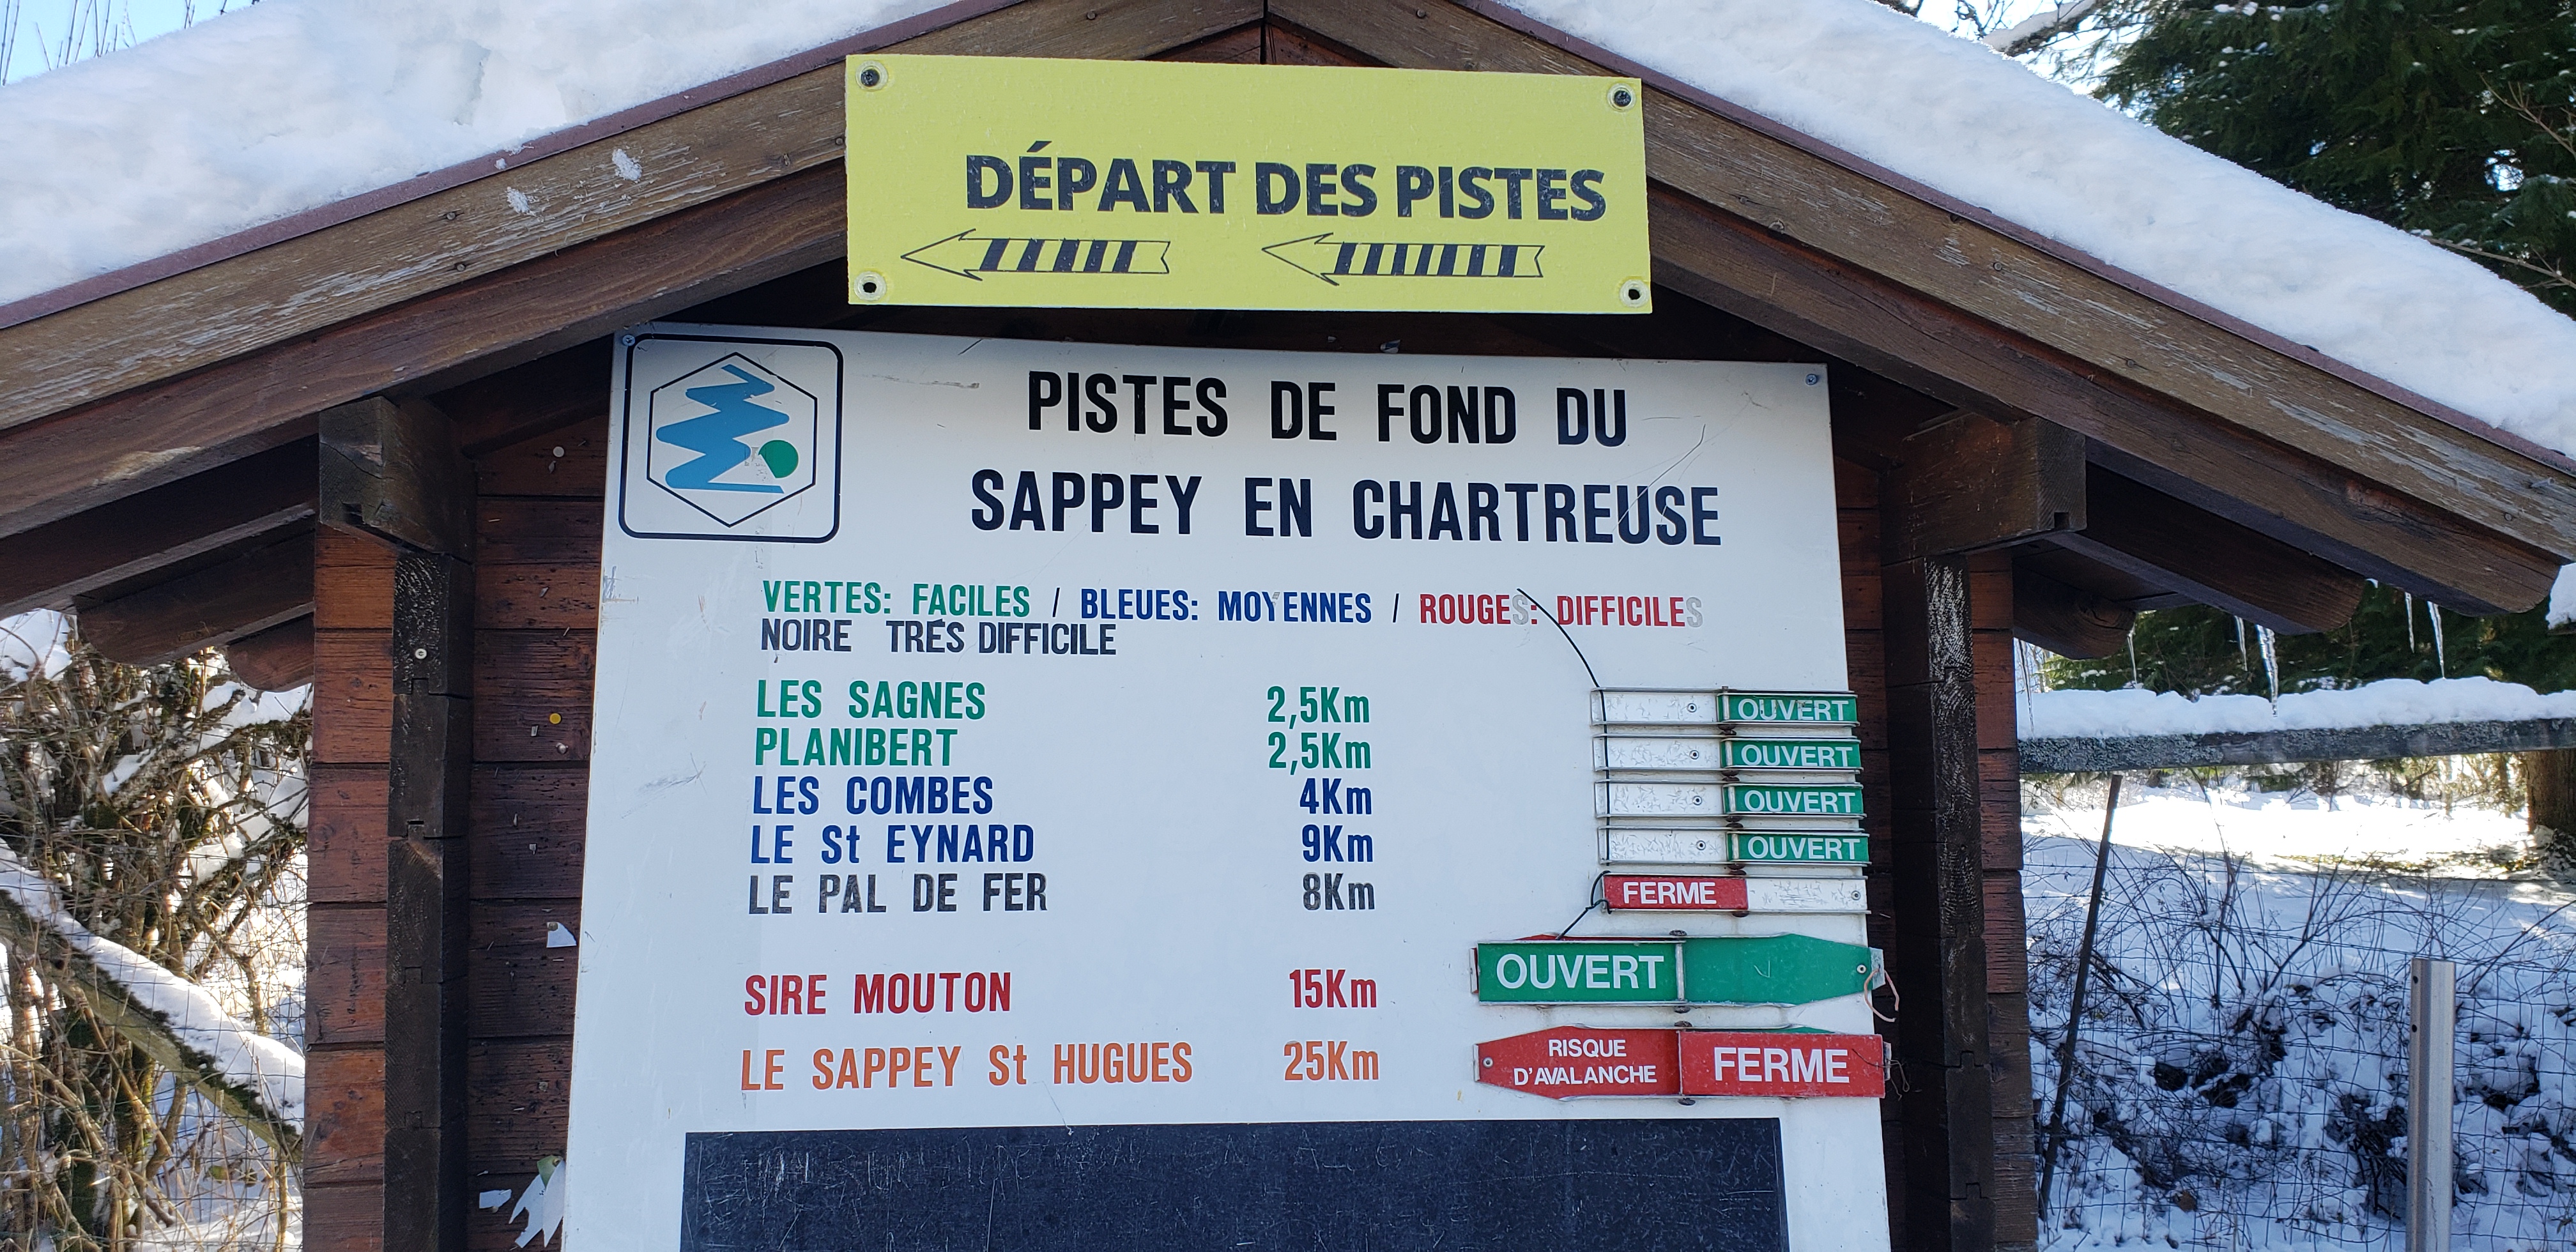 DÉPART DES PISTES
PISTES DE FOND DU
SAPPEY EN CHARTREUSE
VERTES: FACILES / BLEUES: MOYENNES / ROUGES: DIFFICILES
NOIRE TRÉS DIFFICILE
LES SAGNES 2,5Km OUVERT
PLANIBERT 2,5Km OUVERT
LES COMBES 4Km OUVERT
LE St EYNARD 9Km OUVERT
LE PAL DE FER 8Km FERME
SIRE MOUTON 15Km OUVERT
LE SAPPEY St HUGUES 25Km RISQUE D'AVALANCHE FERME